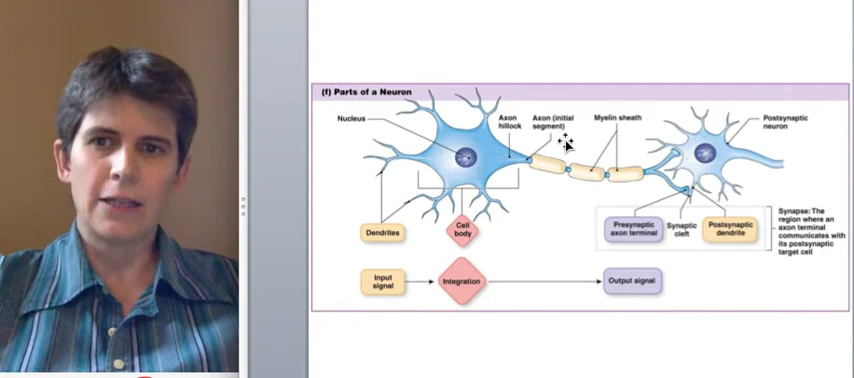 (f) Parts of a Neuron
Nucleus
Axon
hillock
Axon (initial
segment)
Myelin sheath
Postsynaptic
neuron
Dendrites
Cell
body
Presynaptic
axon terminal
Synaptic
cleft
Postsynaptic
dendrite
Synapse: The
region where an
axon terminal
communicates with
its postsynaptic
target cell
Input
signal
Integration
Output signal